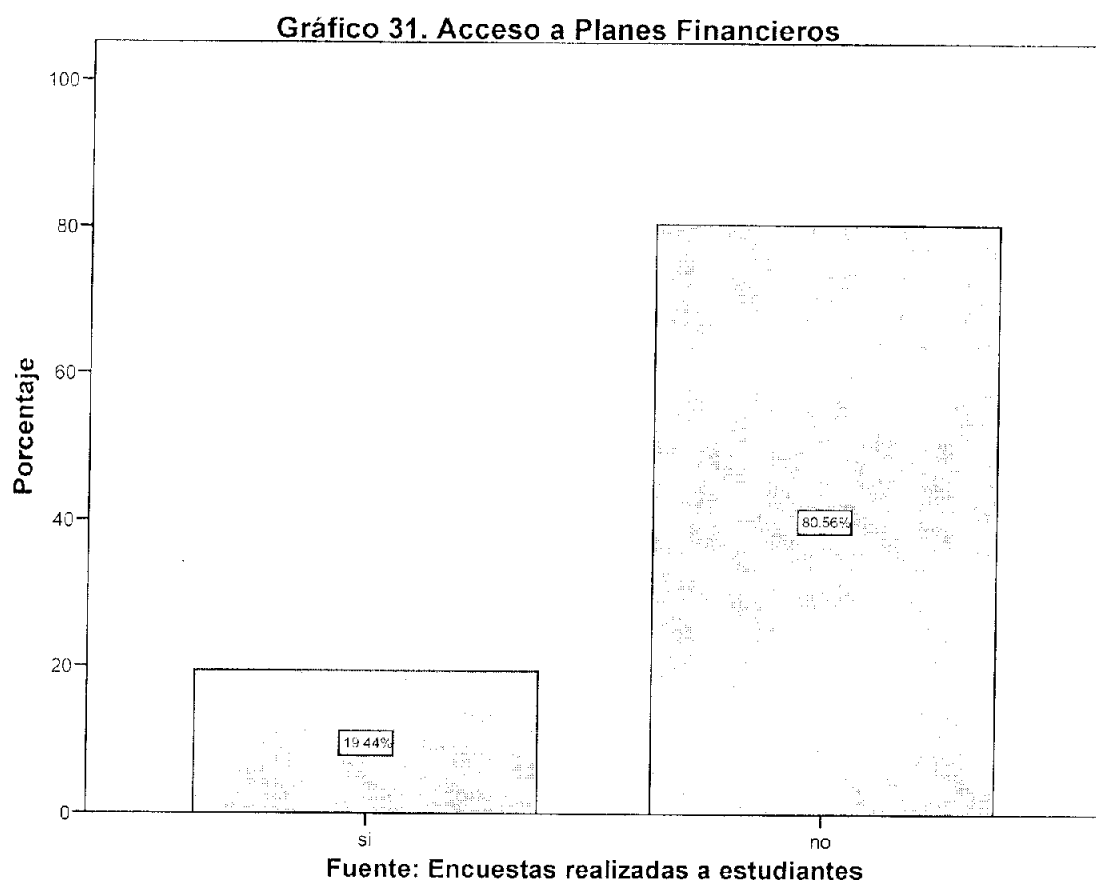 Gráfico 31. Acceso a Planes Financieros
100
80
60
40
20
0
Porcentaje
19.44%
80.56%
si
no
Fuente: Encuestas realizadas a estudiantes